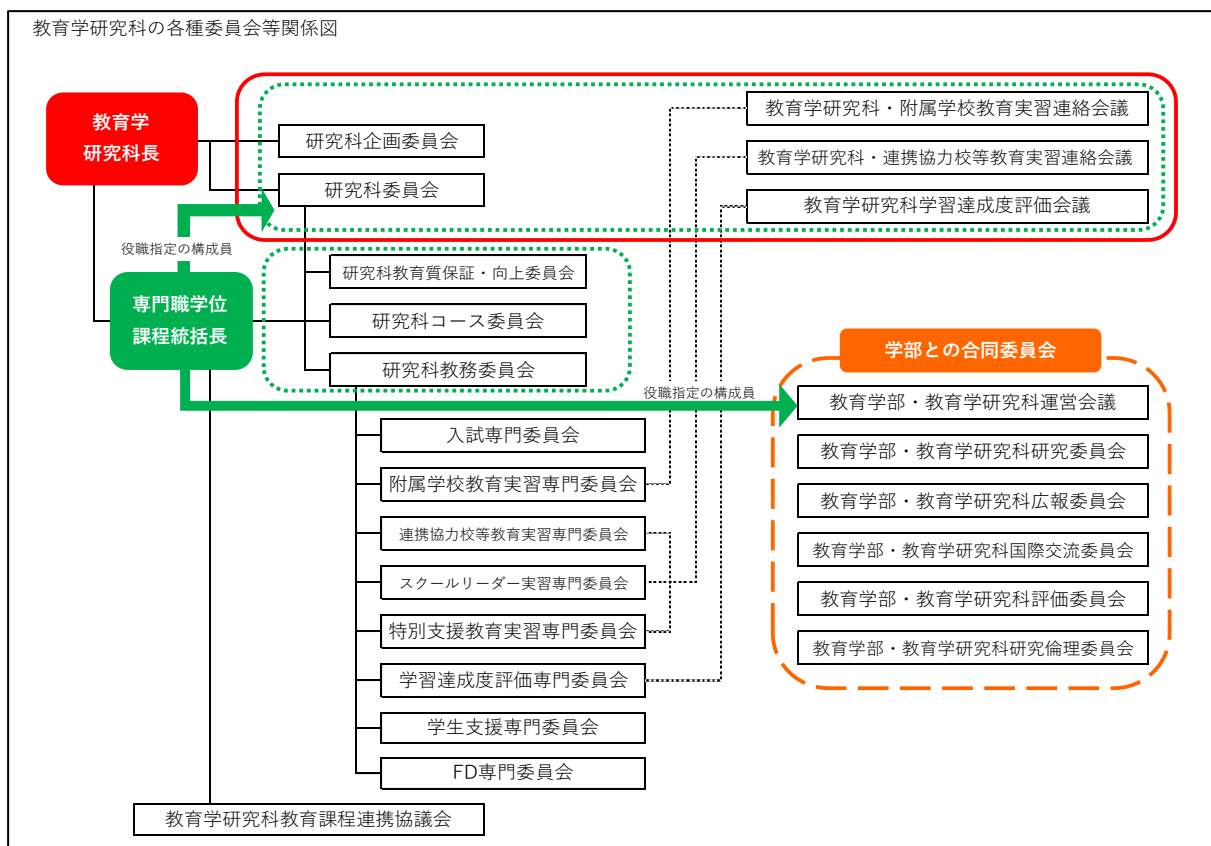 教育学研究科の各種委員会等関係図
教育学
研究科長
研究科企画委員会
研究科委員会
教育学研究科・附属学校教育実習連絡会議
教育学研究科・連携協力校等教育実習連絡会議
教育学研究科学習達成度評価会議
役職指定の構成員
専門職学位
課程統括長
研究科教育質保証・向上委員会
研究科コース委員会
研究科教務委員会
役職指定の構成員
入試専門委員会
附属学校教育実習専門委員会
連携協力校等教育実習専門委員会
スクールリーダー実習専門委員会
特別支援教育実習専門委員会
学習達成度評価専門委員会
学生支援専門委員会
FD専門委員会
教育学研究科教育課程連携協議会
学部との合同委員会
教育学部・教育学研究科運営会議
教育学部・教育学研究科研究委員会
教育学部・教育学研究科広報委員会
教育学部・教育学研究科国際交流委員会
教育学部・教育学研究科評価委員会
教育学部・教育学研究科研究倫理委員会